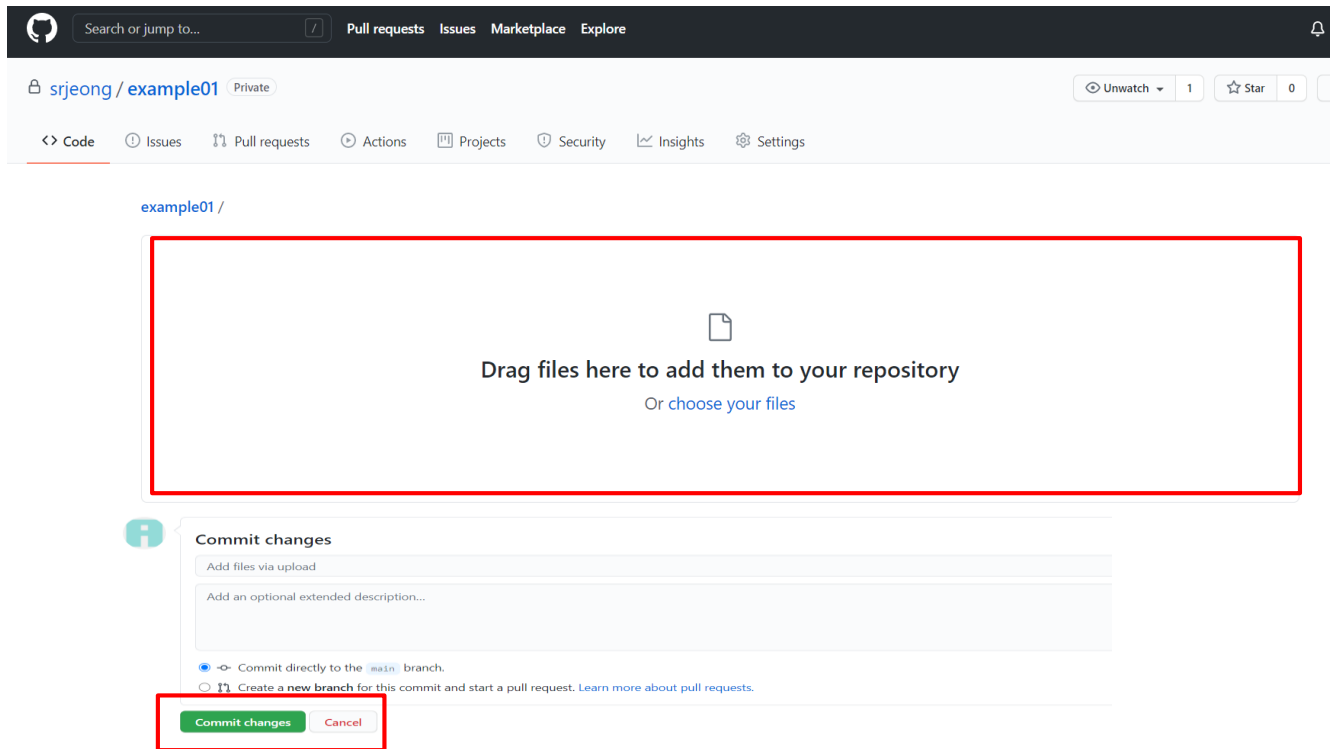 Search or jump to... /
Pull requests Issues Marketplace Explore
srjeong / example01 Private
Unwatch 1 Star 0
Code Issues Pull requests Actions Projects Security Insights Settings
example01 /
Drag files here to add them to your repository
Or choose your files
Commit changes
Add files via upload
Add an optional extended description...
Commit directly to the main branch.
Create a new branch for this commit and start a pull request. Learn more about pull requests.
Commit changes Cancel